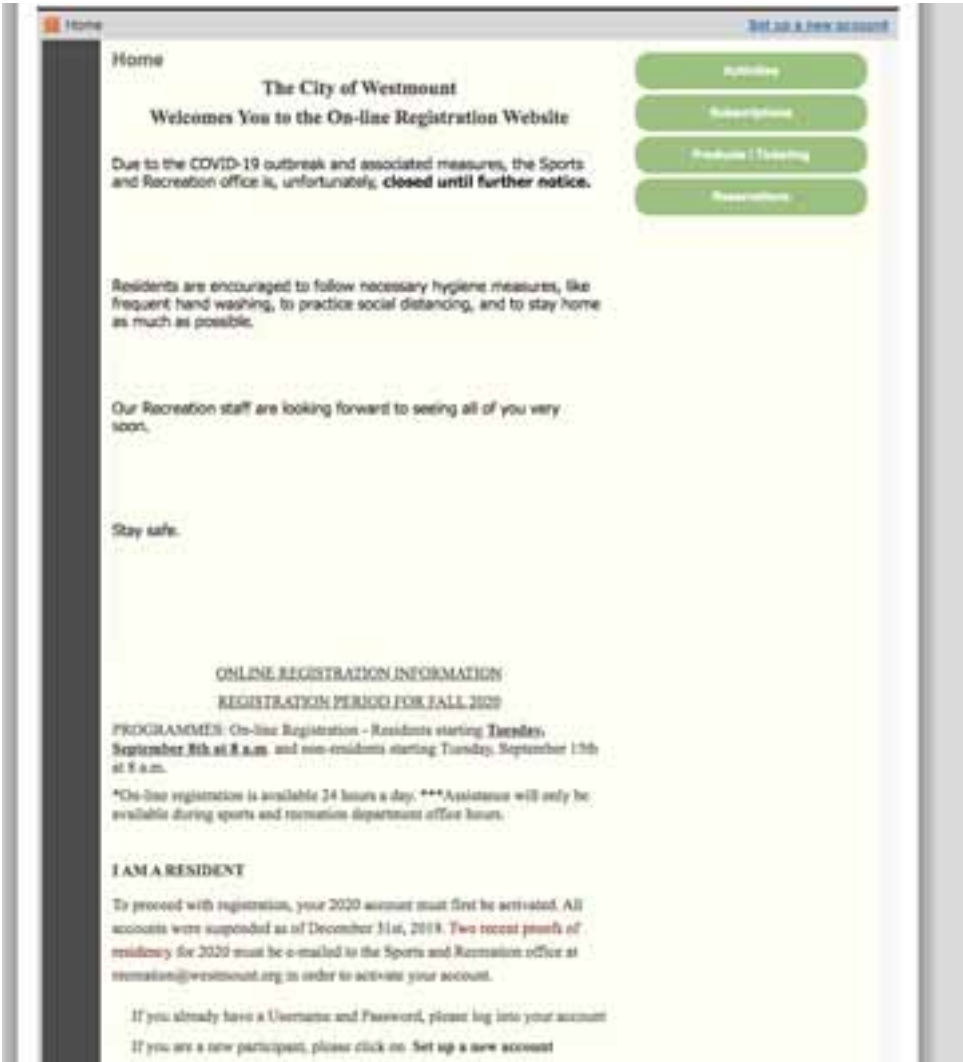 Home
Set up a new account
Home
The City of Westmount
Welcomes You to the On-line Registration Website
Due to the COVID-19 outbreak and associated measures, the Sports
and Recreation office is, unfortunately, closed until further notice.
Residents are encouraged to follow necessary hygiene measures, like
frequent hand washing, to practice social distancing, and to stay home
as much as possible.
Our Recreation staff are looking forward to seeing all of you very
soon.
Stay safe.
ONLINE REGISTRATION INFORMATION
REGISTRATION PERIOD FOR FALL 2020
PROGRAMMES: On-line Registration - Residents starting Tuesday,
September 8th at 8 a.m. and non-residents starting Tuesday, September 15th
at 8 a.m.
*On-line registration is available 24 hours a day. ***Assistance will only be
available during sports and recreation department office hours.
I AM A RESIDENT
To proceed with registration, your 2020 account must first be activated. All
accounts were suspended as of December 31st, 2019. Two recent proofs of
residency for 2020 must be e-mailed to the Sports and Recreation office at
recreation@westmount.org in order to activate your account.
If you already have a Username and Password, please log into your account
If you are a new participant, please click on Set up a new account
Activities
Subscriptions
Products / Ticketing
Reservations